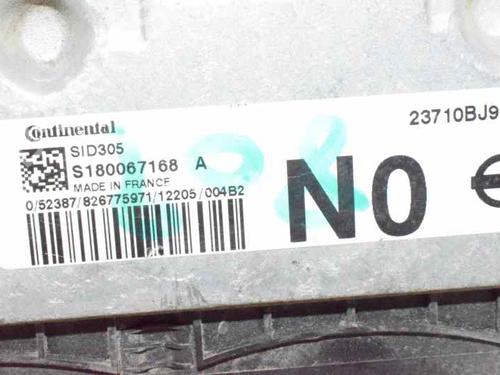 Continental
SID305
S180067168 A
MADE IN FRANCE
0/52387/826775971/12205/004B2
23710BJ9
N0